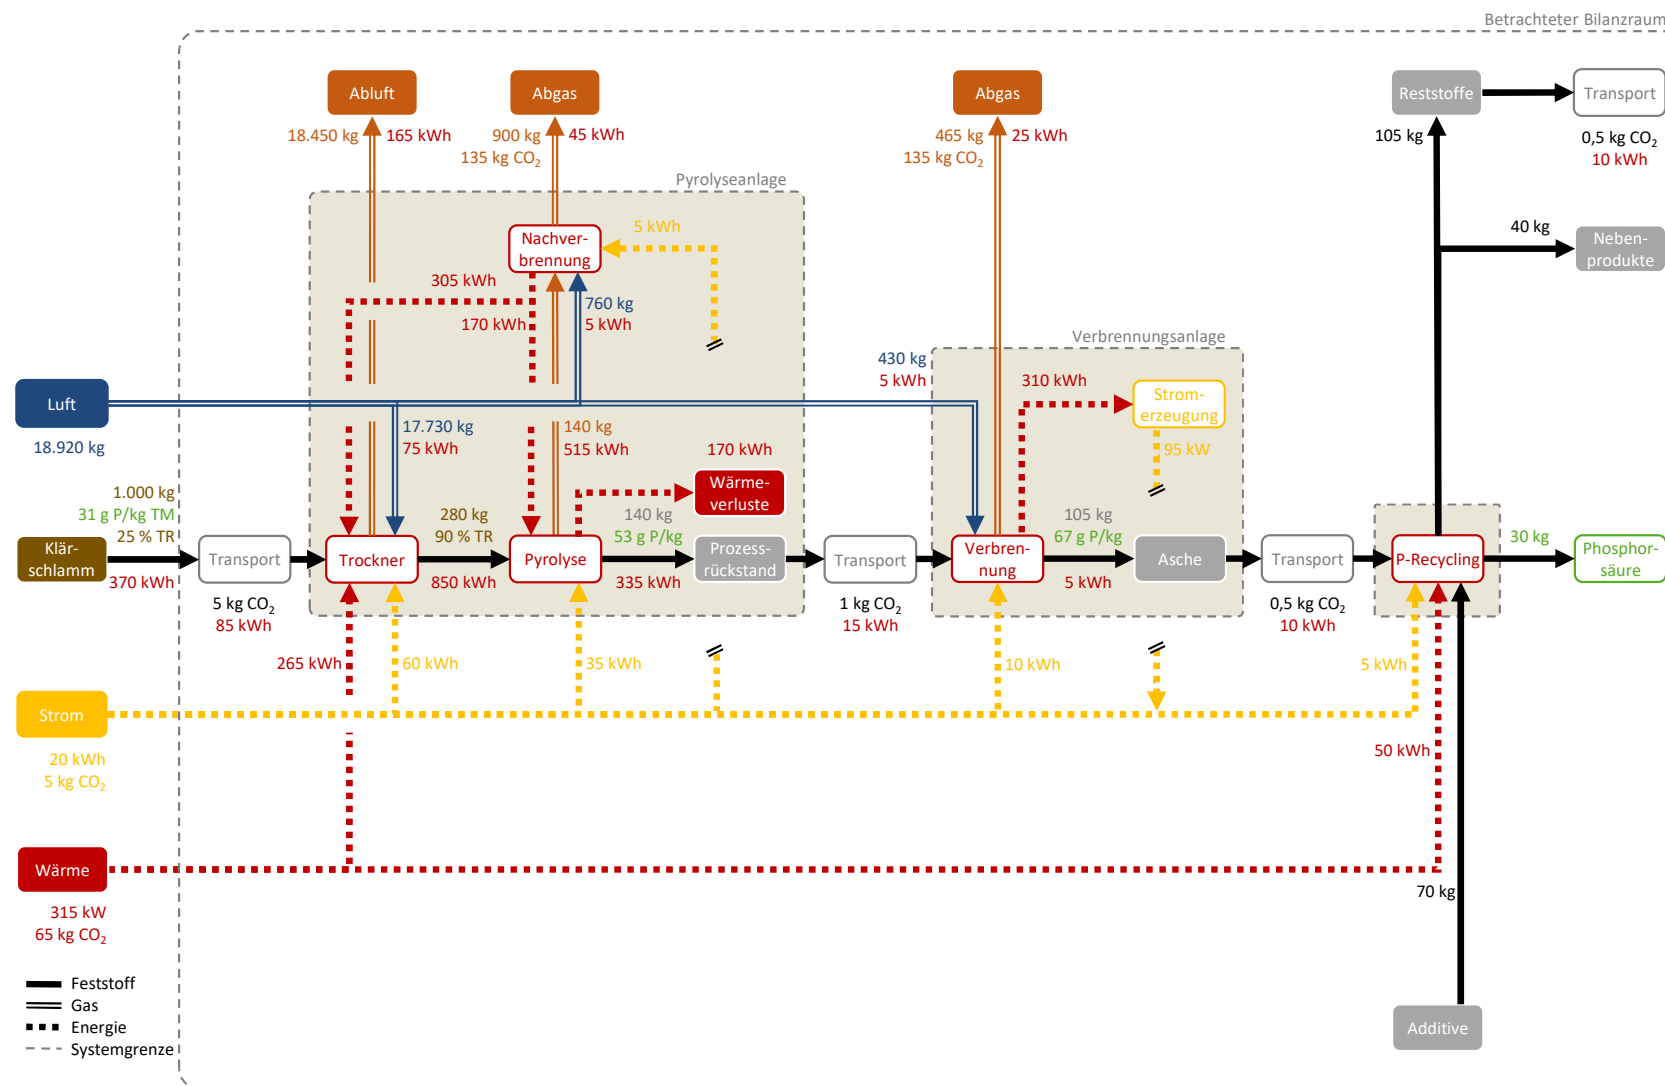 Betrachteter Bilanzraum
Abluft
Abgas
Abgas
Reststoffe
Transport
18.450 kg
165 kWh
900 kg
135 kg CO₂
45 kWh
465 kg
135 kg CO₂
25 kWh
105 kg
0,5 kg CO₂
10 kWh
Pyrolyseanlage
Nachver-
brennung
5 kWh
40 kg
Neben-
produkte
305 kWh
170 kWh
760 kg
5 kWh
Verbrennungsanlage
430 kg
5 kWh
310 kWh
Strom-
erzeugung
95 kW
Luft
18.920 kg
17.730 kg
75 kWh
140 kg
515 kWh
170 kWh
Wärme-
verluste
1.000 kg
31 g P/kg TM
25 % TR
Klär-
schlamm
370 kWh
Transport
5 kg CO₂
85 kWh
Trockner
280 kg
90 % TR
850 kWh
Pyrolyse
140 kg
53 g P/kg
335 kWh
Prozess-
rückstand
Transport
1 kg CO₂
15 kWh
Verbren-
nung
105 kg
67 g P/kg
5 kWh
Asche
Transport
0,5 kg CO₂
10 kWh
P-Recycling
30 kg
Phosphor-
säure
265 kWh
60 kWh
35 kWh
10 kWh
5 kWh
Strom
20 kWh
5 kg CO₂
50 kWh
Wärme
315 kW
65 kg CO₂
70 kg
Feststoff
Gas
Energie
Systemgrenze
Additive